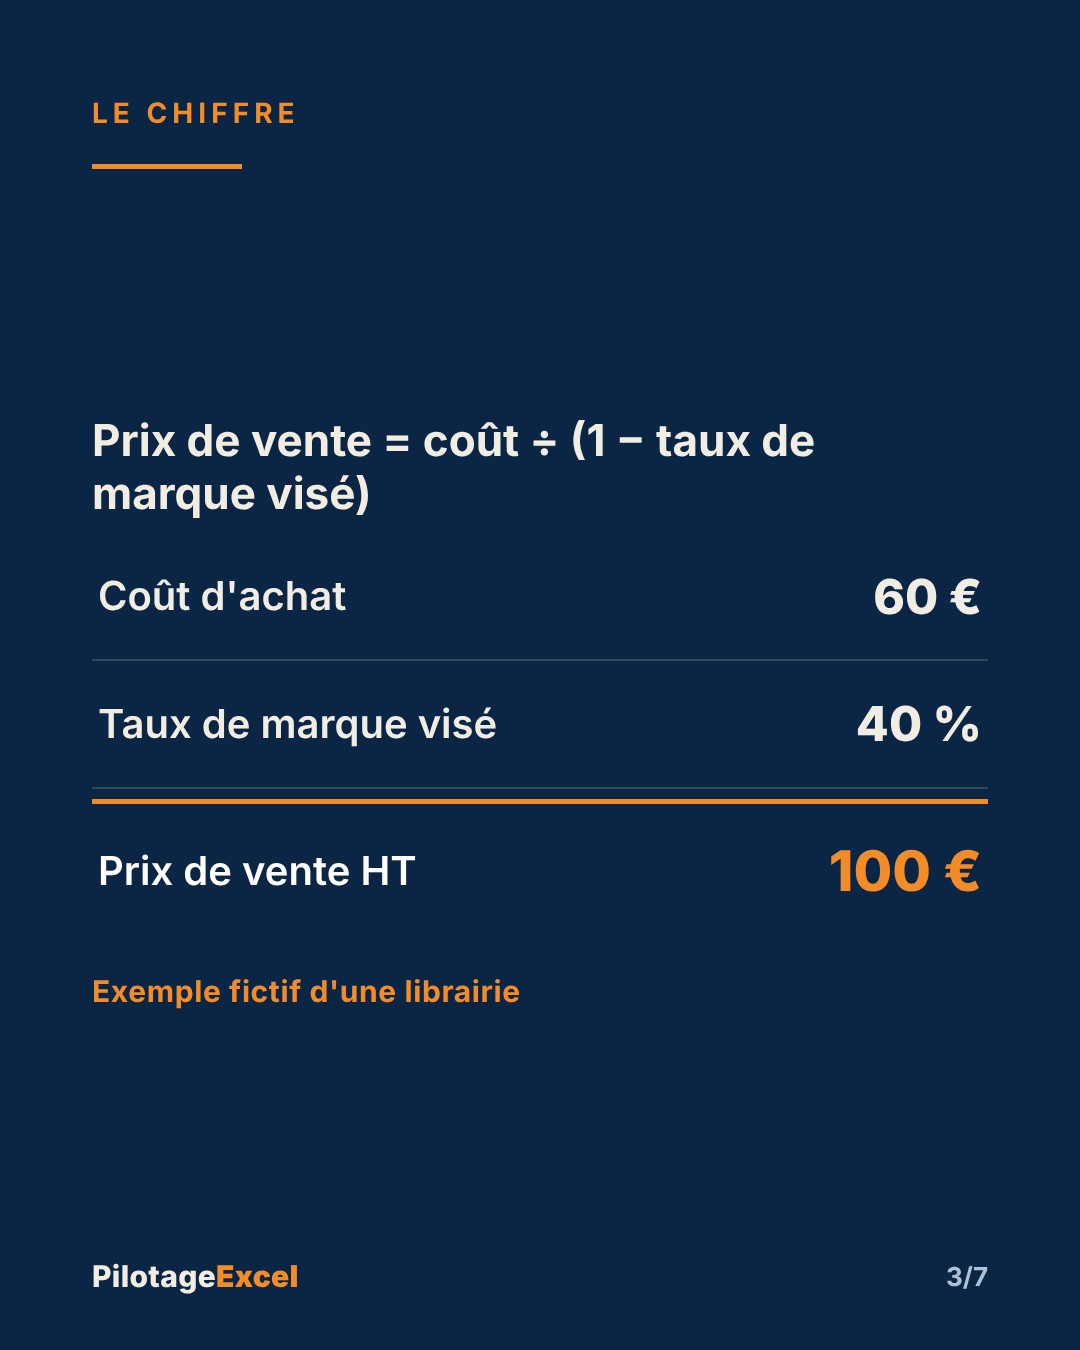 LE CHIFFRE
Prix de vente = coût ÷ (1 − taux de
marque visé)
Coût d'achat 60 €
Taux de marque visé 40 %
Prix de vente HT 100 €
Exemple fictif d'une librairie
PilotageExcel 3/7